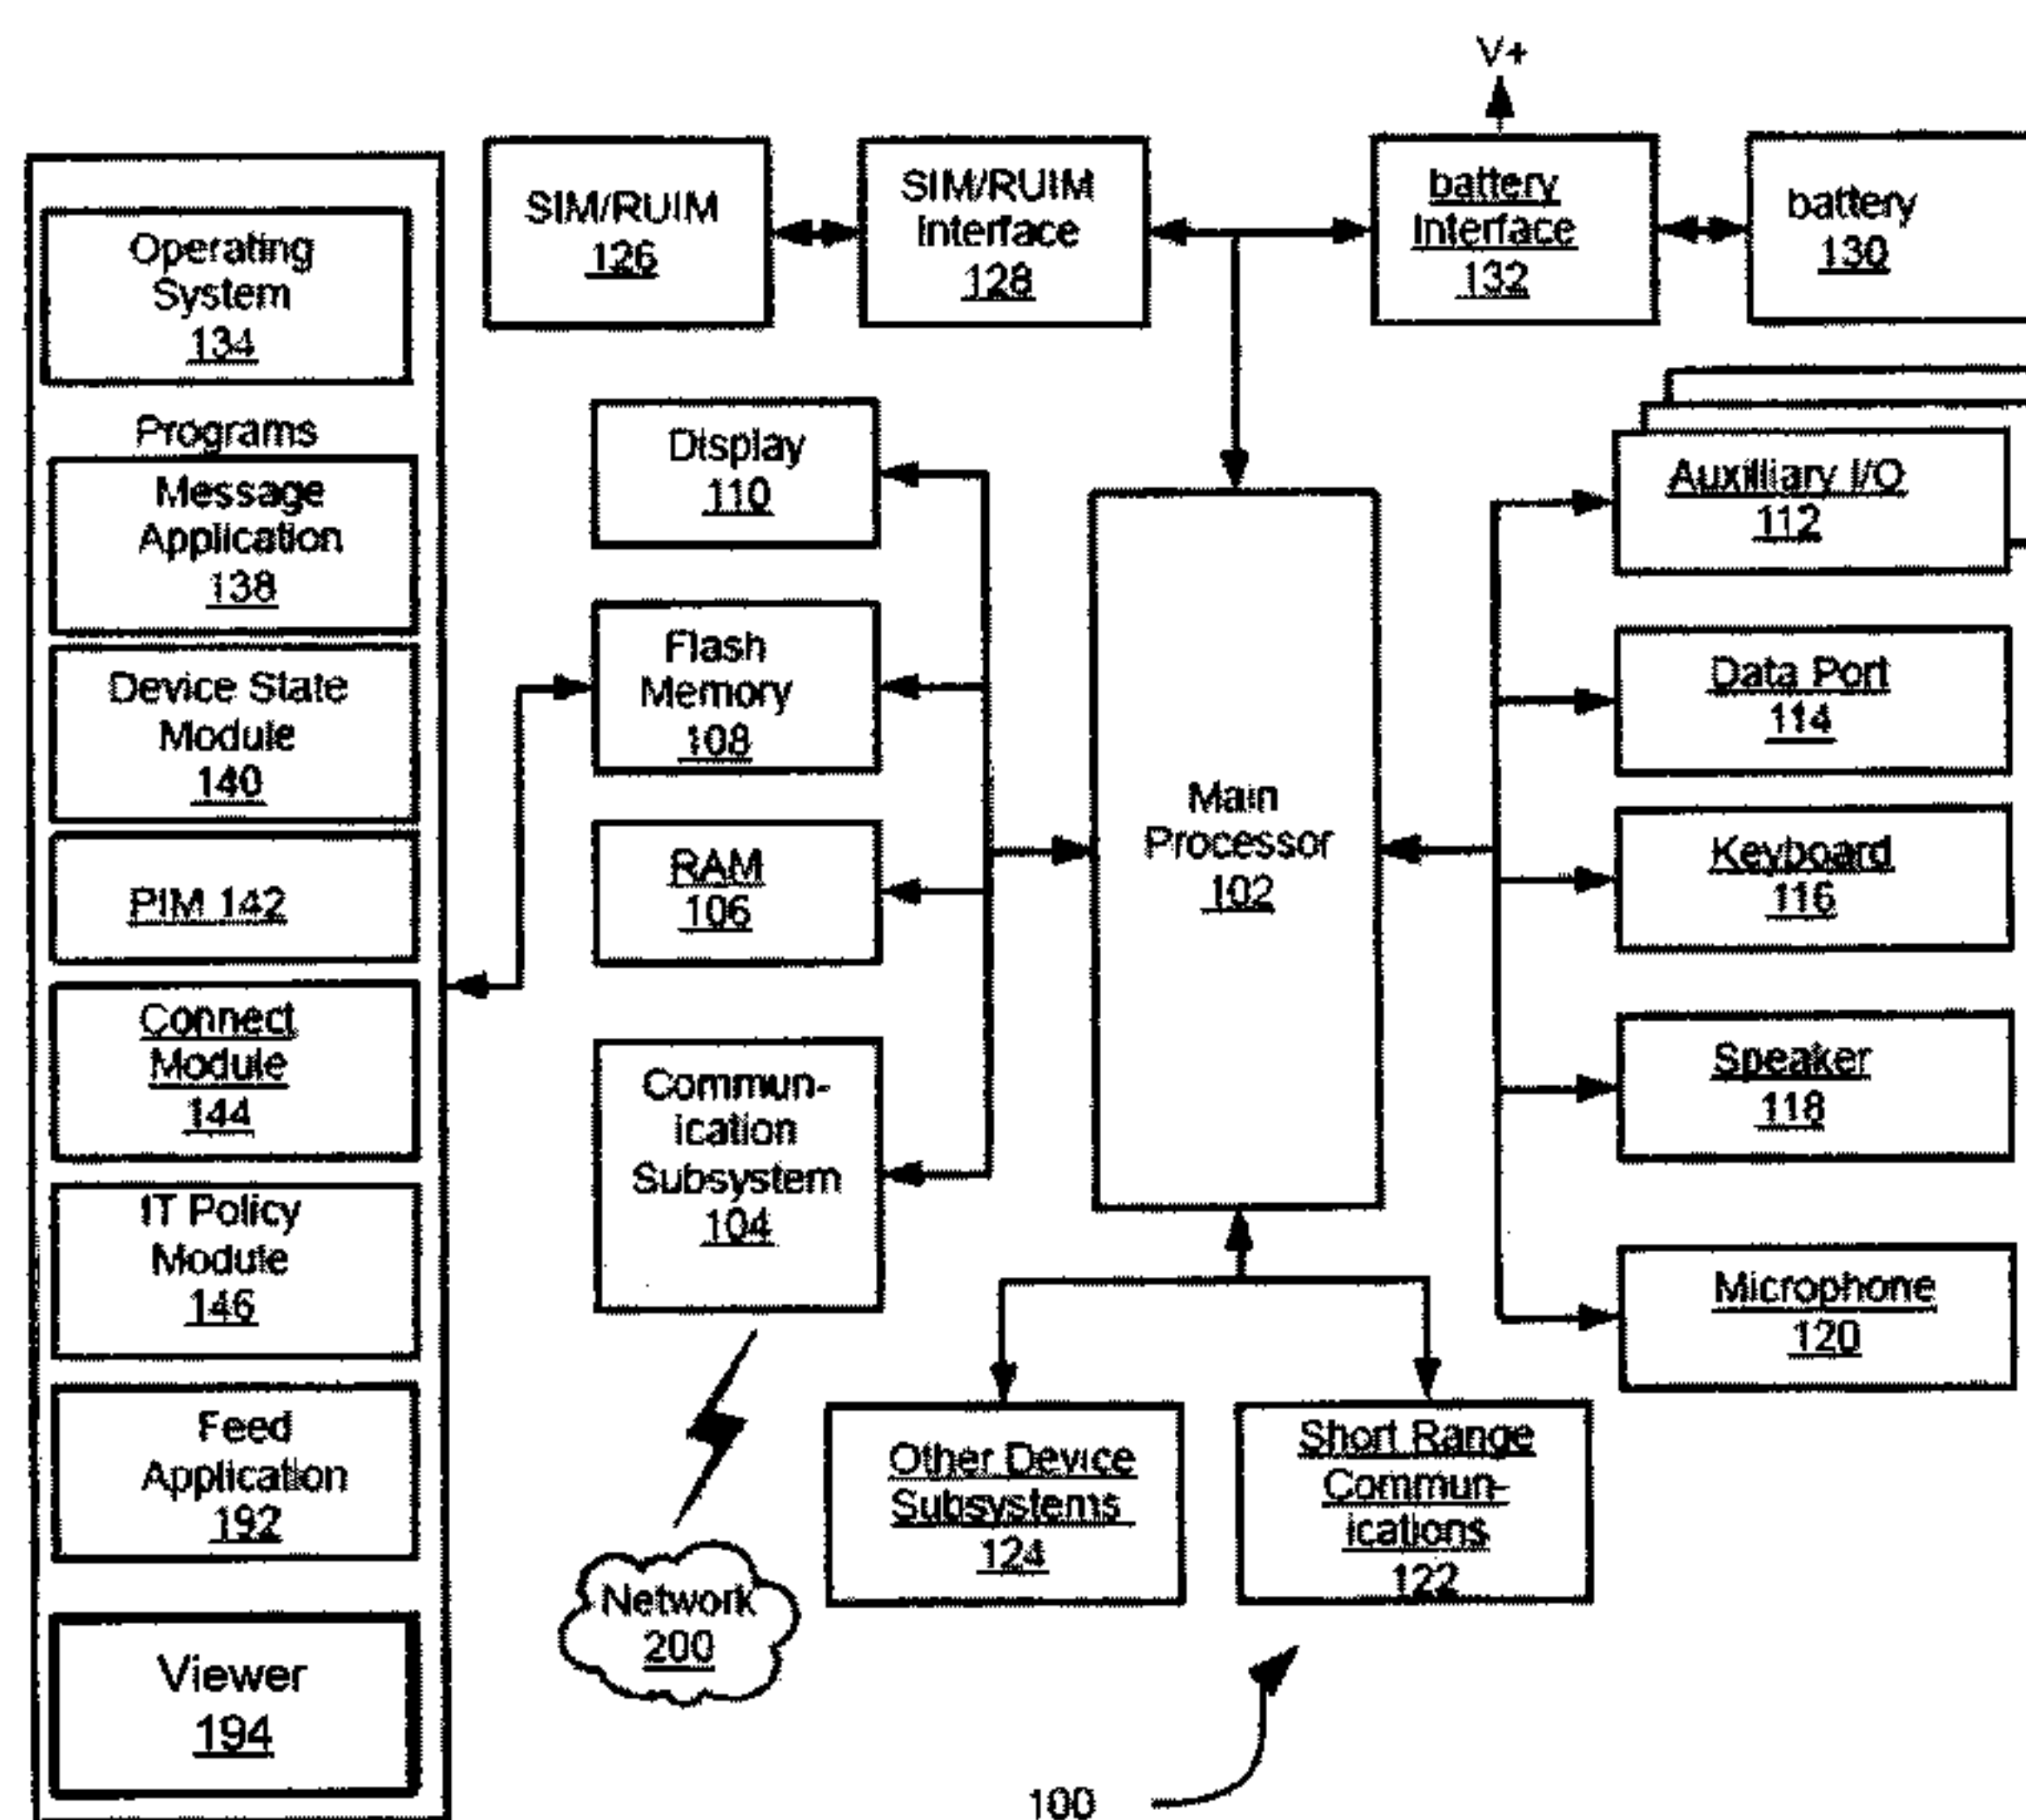 V+
Operating
System
134
Programs
Message
Application
138
Device State
Module
140
PIM 142
Connect
Module
144
IT Policy
Module
146
Feed
Application
192
Viewer
194
SIM/RUIM
126
SIM/RUIM
Interface
128
battery
Interface
132
battery
130
Display
110
Flash
Memory
108
RAM
106
Commun-
ication
Subsystem
104
Network
200
Main
Processor
102
Auxilliary I/O
112
Data Port
114
Keyboard
116
Speaker
118
Microphone
120
Other Device
Subsystems
124
Short Range
Commun-
ications
122
100